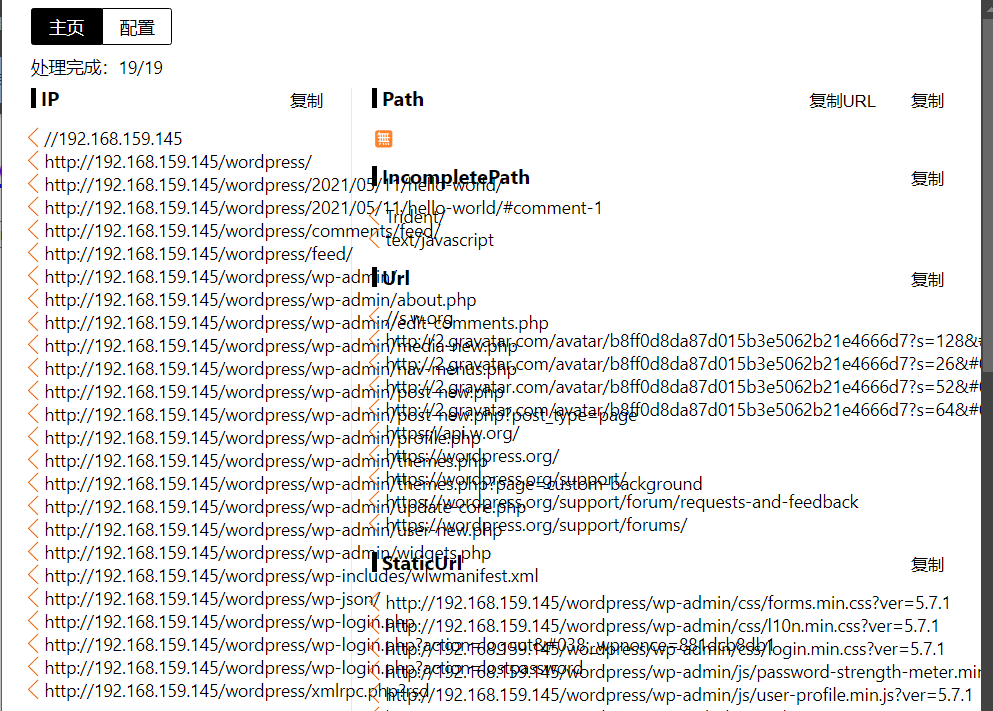 主页 配置
处理完成：19/19
IP 复制
//192.168.159.145
http://192.168.159.145/wordpress/
http://192.168.159.145/wordpress/2021/05/11/hello-world/
http://192.168.159.145/wordpress/2021/05/11/hello-world/#comment-1
http://192.168.159.145/wordpress/comments/feed/
http://192.168.159.145/wordpress/feed/
http://192.168.159.145/wordpress/wp-admin
http://192.168.159.145/wordpress/wp-admin/about.php
http://192.168.159.145/wordpress/wp-admin/edit-comments.php
http://192.168.159.145/wordpress/wp-admin/media-new.php
http://192.168.159.145/wordpress/wp-admin/nav-menus.php
http://192.168.159.145/wordpress/wp-admin/post-new.php
http://192.168.159.145/wordpress/wp-admin/post-new.php?post_type=page
http://192.168.159.145/wordpress/wp-admin/profile.php
http://192.168.159.145/wordpress/wp-admin/themes.php
http://192.168.159.145/wordpress/wp-admin/themes.php?page=custom-background
http://192.168.159.145/wordpress/wp-admin/update-core.php
http://192.168.159.145/wordpress/wp-admin/user-new.php
http://192.168.159.145/wordpress/wp-admin/widgets.php
http://192.168.159.145/wordpress/wp-includes/wlwmanifest.xml
http://192.168.159.145/wordpress/wp-json/
http://192.168.159.145/wordpress/wp-login.php
http://192.168.159.145/wordpress/wp-login.php?action=lostpassword
http://192.168.159.145/wordpress/xmlrpc.php?rsd
Path 复制URL 复制
無
IncompletePath 复制
Trident/
text/javascript
Url 复制
//s.w.org
http://2.gravatar.com/avatar/b8ff0d8da87d015b3e5062b21e4666d7?s=128&#
http://2.gravatar.com/avatar/b8ff0d8da87d015b3e5062b21e4666d7?s=26&#
http://2.gravatar.com/avatar/b8ff0d8da87d015b3e5062b21e4666d7?s=52&#
http://2.gravatar.com/avatar/b8ff0d8da87d015b3e5062b21e4666d7?s=64&#
https://api.w.org/
https://wordpress.org/
https://wordpress.org/support/
https://wordpress.org/support/forum/requests-and-feedback
https://wordpress.org/support/forums/
StaticUrl 复制
http://192.168.159.145/wordpress/wp-admin/css/forms.min.css?ver=5.7.1
http://192.168.159.145/wordpress/wp-admin/css/l10n.min.css?ver=5.7.1
http://192.168.159.145/wordpress/wp-admin/css/login.min.css?ver=5.7.1
http://192.168.159.145/wordpress/wp-admin/js/password-strength-meter.mi
http://192.168.159.145/wordpress/wp-admin/js/user-profile.min.js?ver=5.7.1